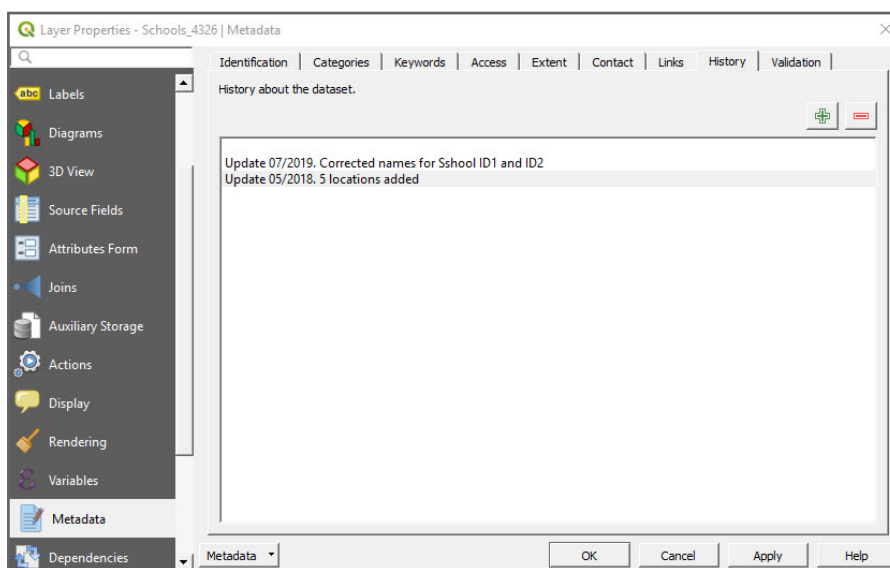 Layer Properties - Schools_4326 | Metadata
Identification Categories Keywords Access Extent Contact Links History Validation
History about the dataset.
abc Labels
Diagrams
3D View
Source Fields
Attributes Form
Joins
Auxiliary Storage
Actions
Display
Rendering
Variables
Metadata
Dependencies
Update 07/2019. Corrected names for Sshool ID1 and ID2
Update 05/2018. 5 locations added
Metadata OK Cancel Apply Help